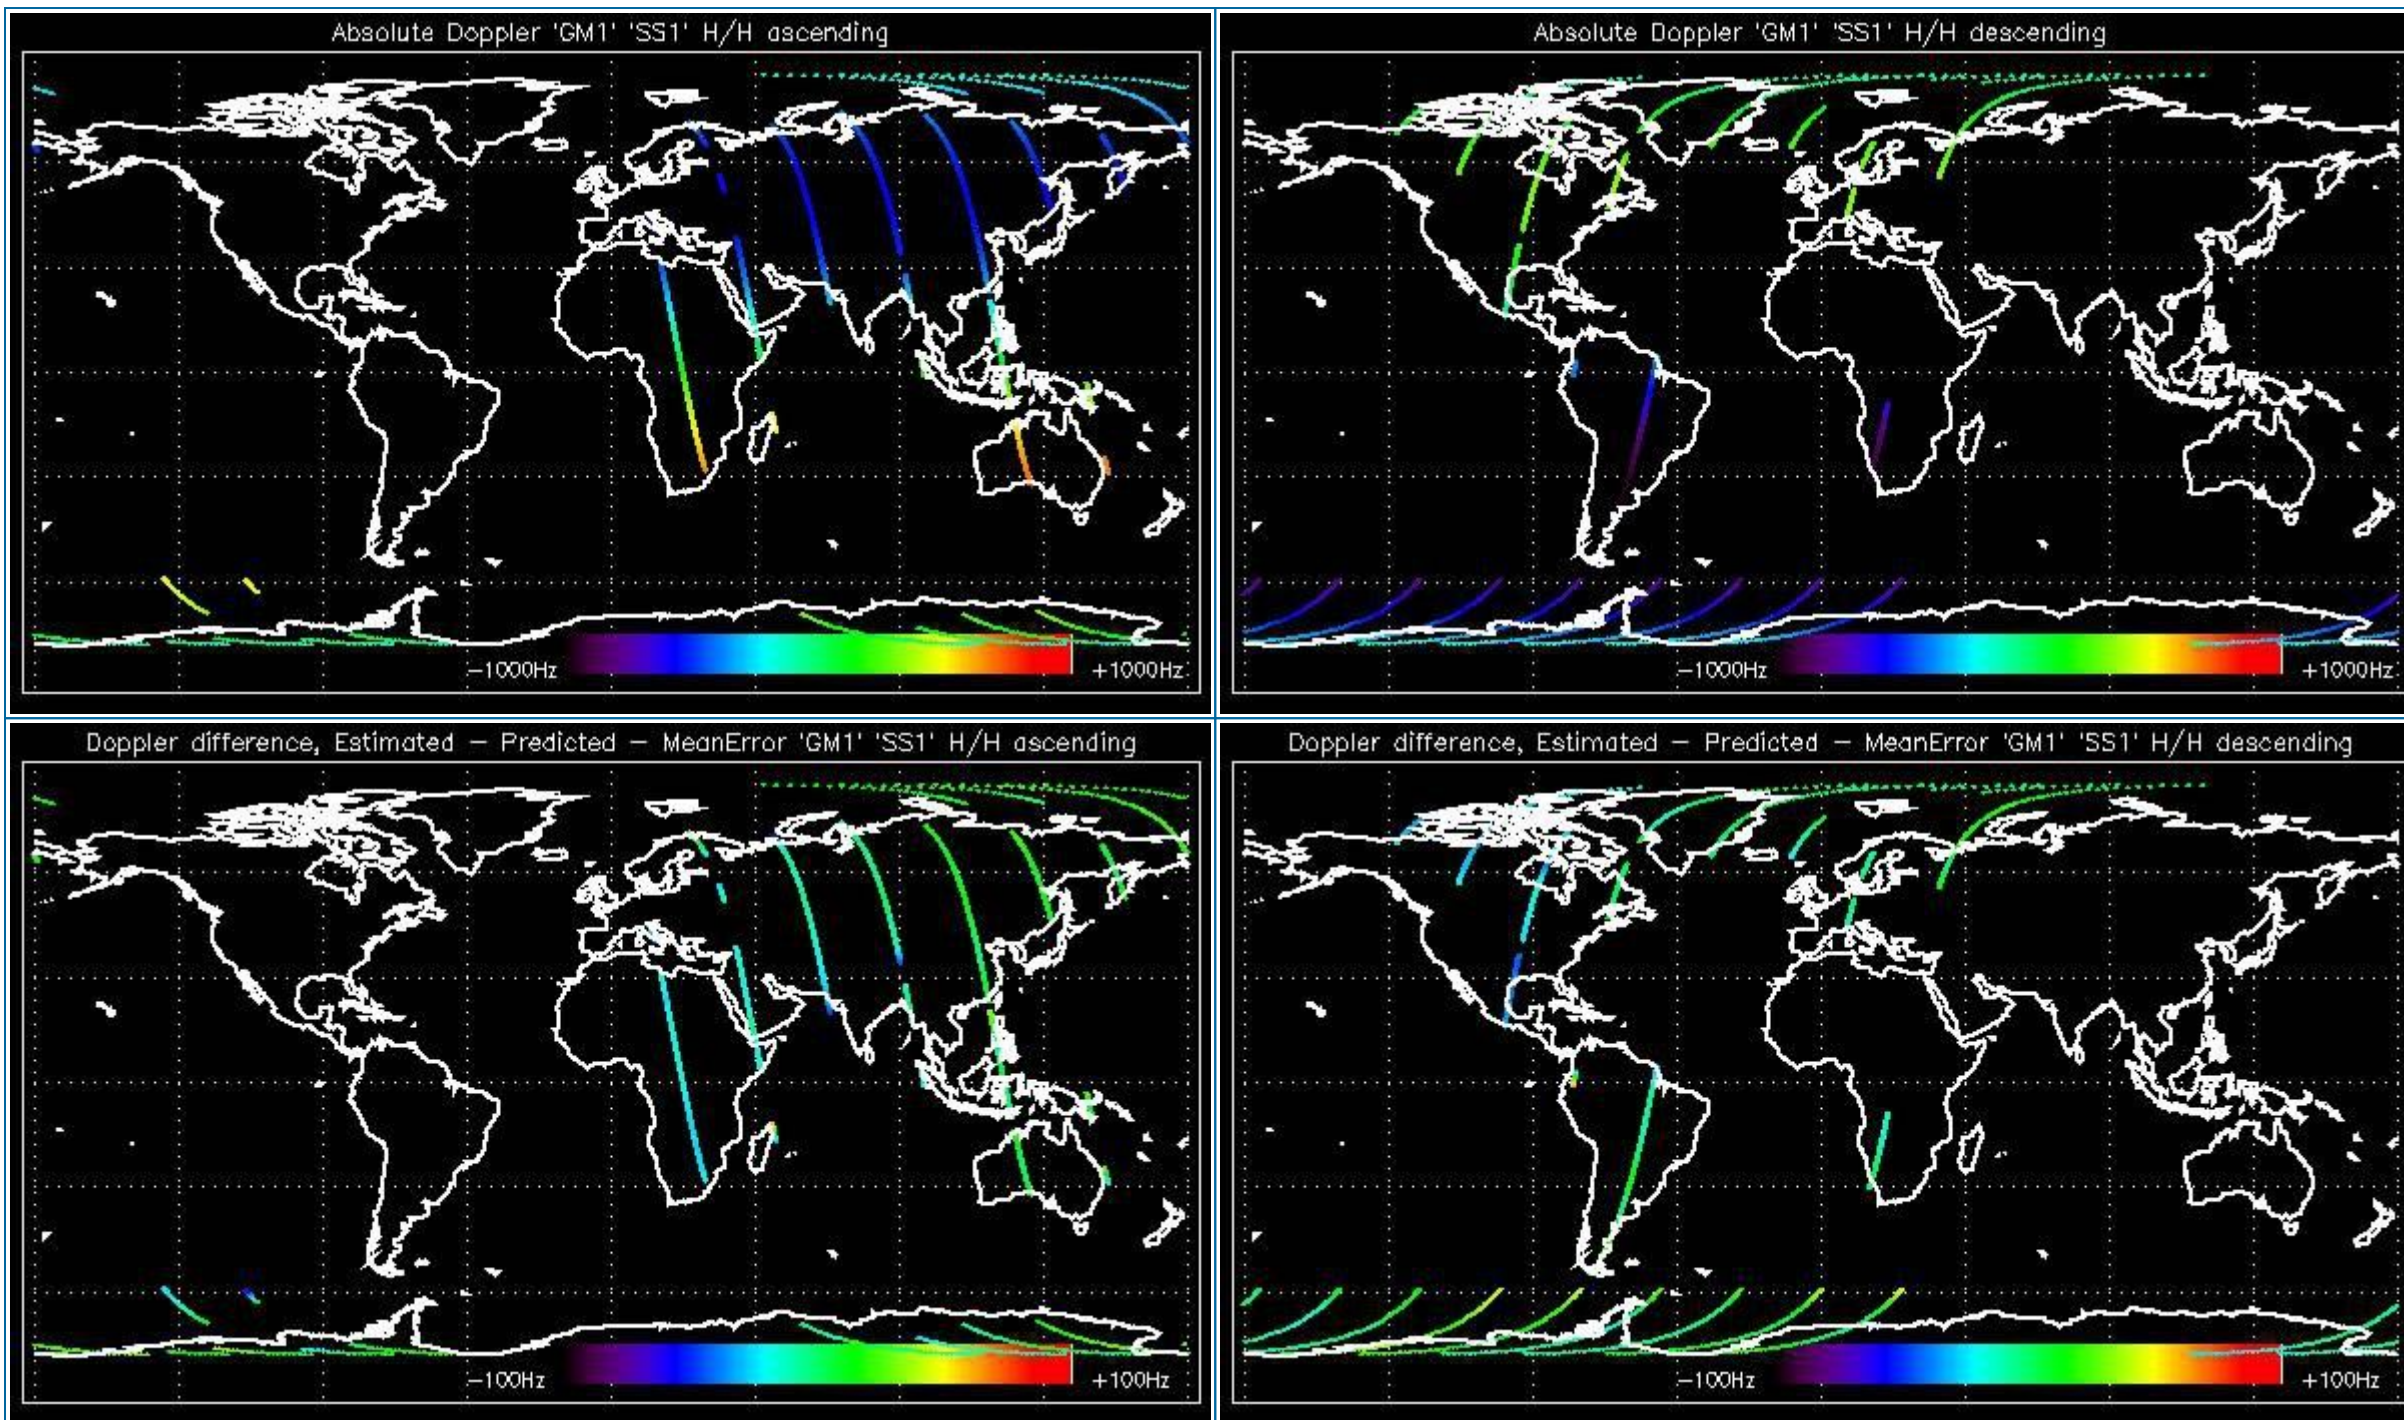 Absolute Doppler 'GM1' 'SS1' H/H ascending
−1000Hz
+1000Hz
Absolute Doppler 'GM1' 'SS1' H/H descending
−1000Hz
+1000Hz
Doppler difference, Estimated − Predicted − MeanError 'GM1' 'SS1' H/H ascending
−100Hz
+100Hz
Doppler difference, Estimated − Predicted − MeanError 'GM1' 'SS1' H/H descending
−100Hz
+100Hz